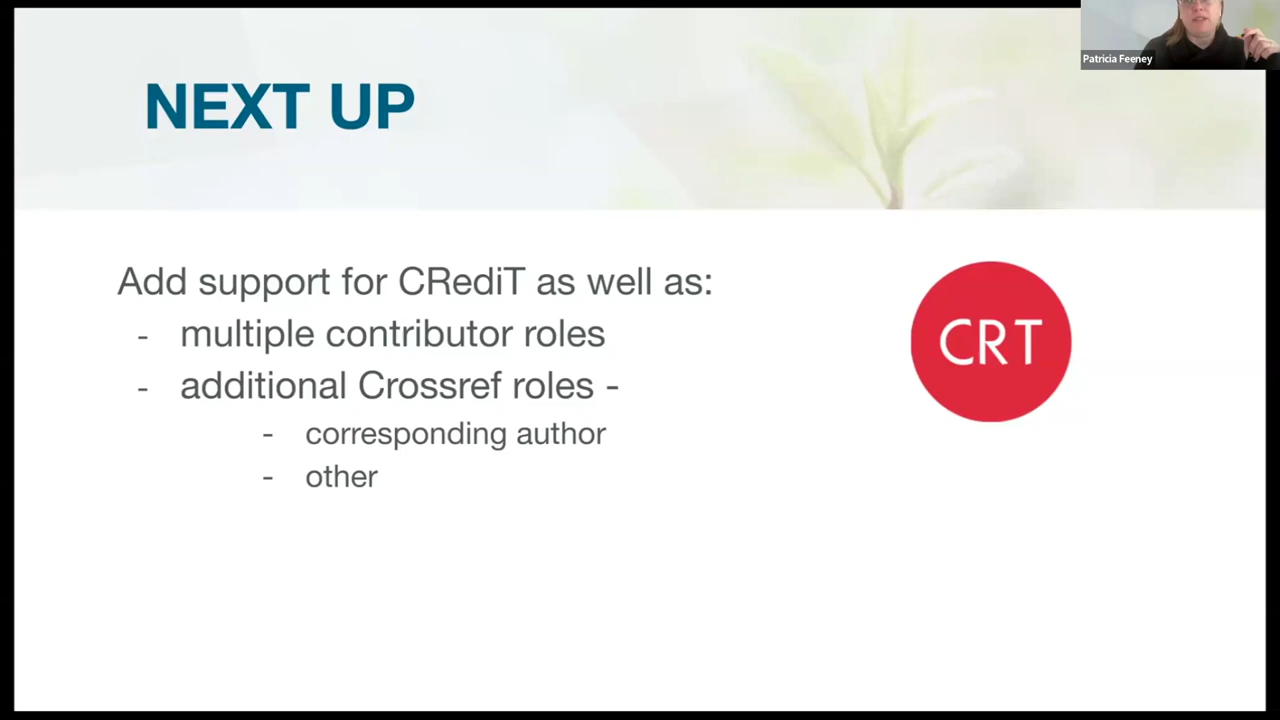 NEXT UP
Patricia Feeney
Add support for CRediT as well as:
- multiple contributor roles
- additional Crossref roles -
- corresponding author
- other
CRT